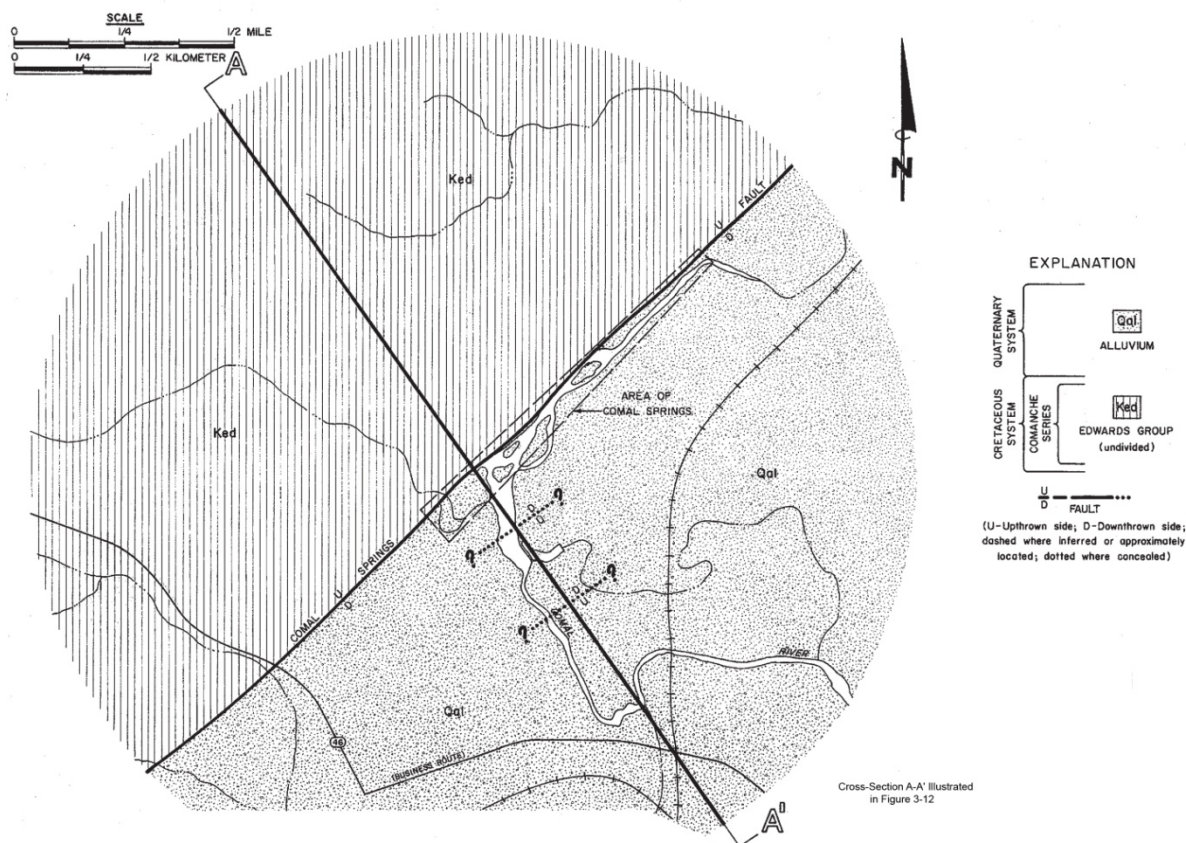 SCALE
0 1/4 1/2 MILE
0 1/4 1/2 KILOMETER
A
N
Ked
Ked
COMAL SPRINGS FAULT
U
D
U
D
AREA OF
COMAL SPRINGS
Qal
?
?
D
?
D
U
?
COMAL
RIVER
Qal
46
(BUSINESS ROUTE)
A'
EXPLANATION
QUATERNARY
SYSTEM
Qal
ALLUVIUM
CRETACEOUS
SYSTEM
COMANCHE
SERIES
Ked
EDWARDS GROUP
(undivided)
U
D
FAULT
(U-Upthrown side; D-Downthrown side;
dashed where inferred or approximately
located; dotted where concealed)
Cross-Section A-A' Illustrated
in Figure 3-12